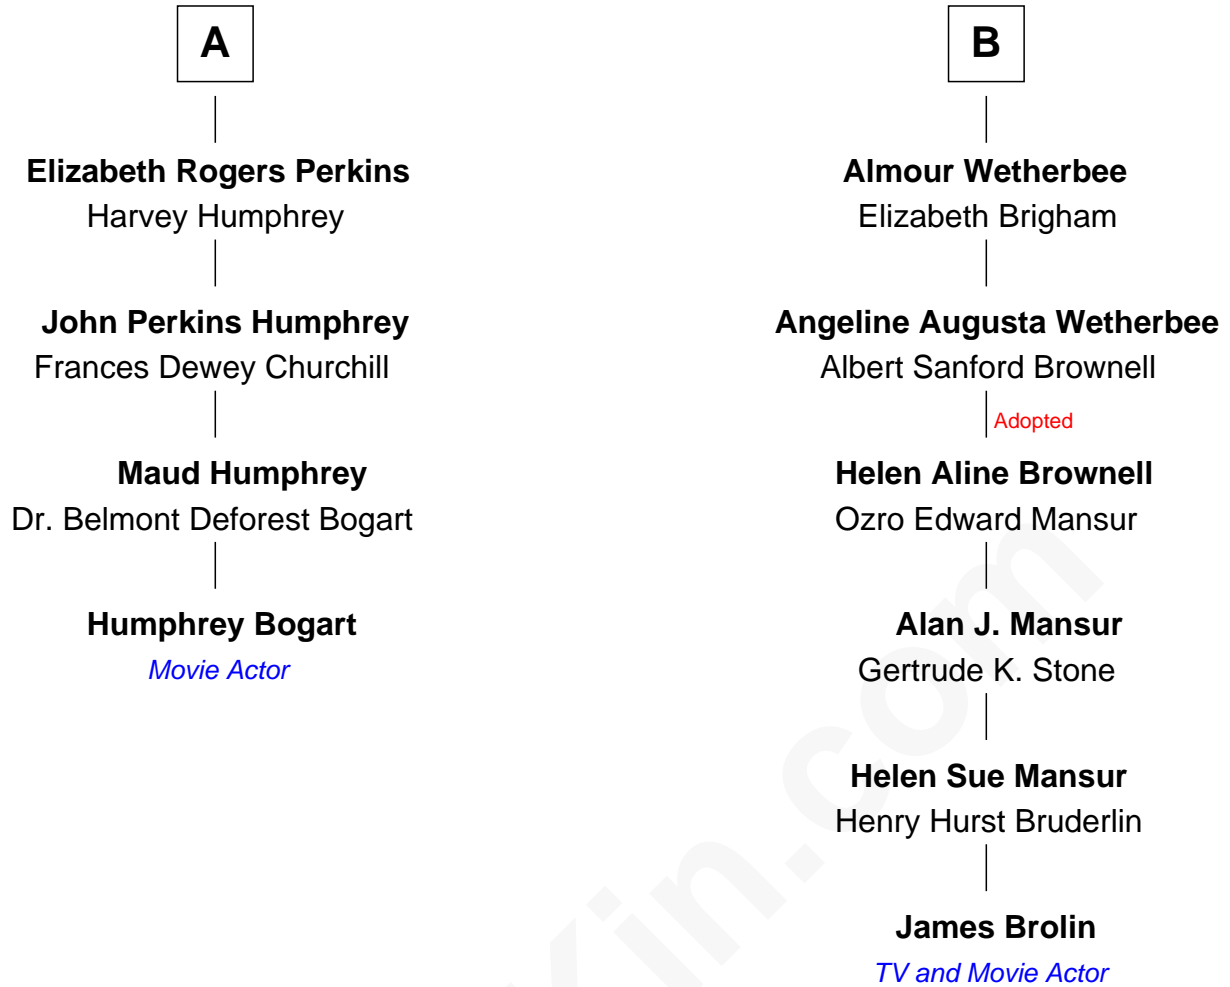 A
Elizabeth Rogers Perkins
Harvey Humphrey
John Perkins Humphrey
Frances Dewey Churchill
Maud Humphrey
Dr. Belmont Deforest Bogart
Humphrey Bogart
Movie Actor
B
Almour Wetherbee
Elizabeth Brigham
Angeline Augusta Wetherbee
Albert Sanford Brownell
Adopted
Helen Aline Brownell
Ozro Edward Mansur
Alan J. Mansur
Gertrude K. Stone
Helen Sue Mansur
Henry Hurst Bruderlin
James Brolin
TV and Movie Actor